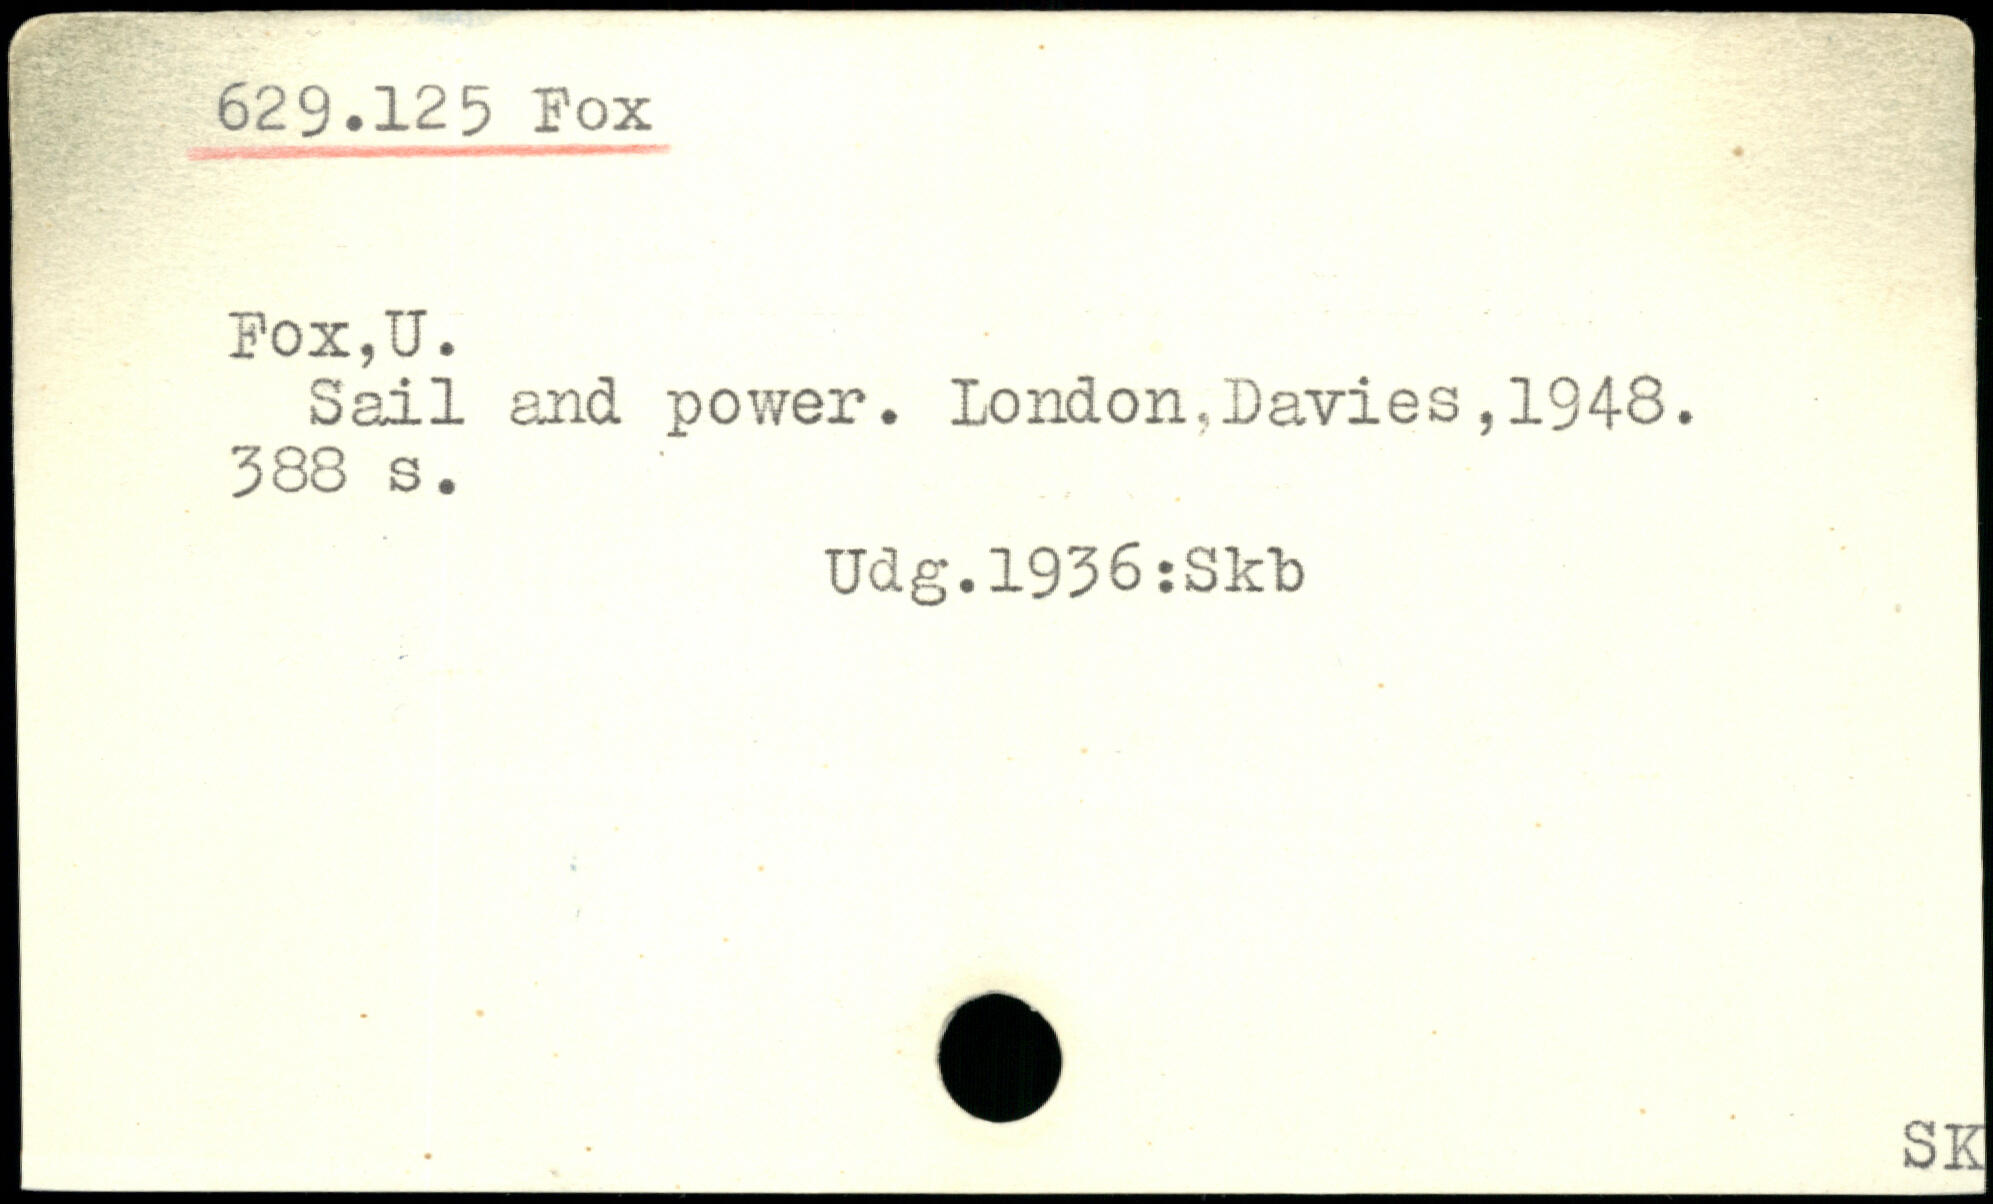 629.125 Fox
Fox,U.
Sail and power. London,Davies,1948.
388 s.
Udg.1936:Skb
SK